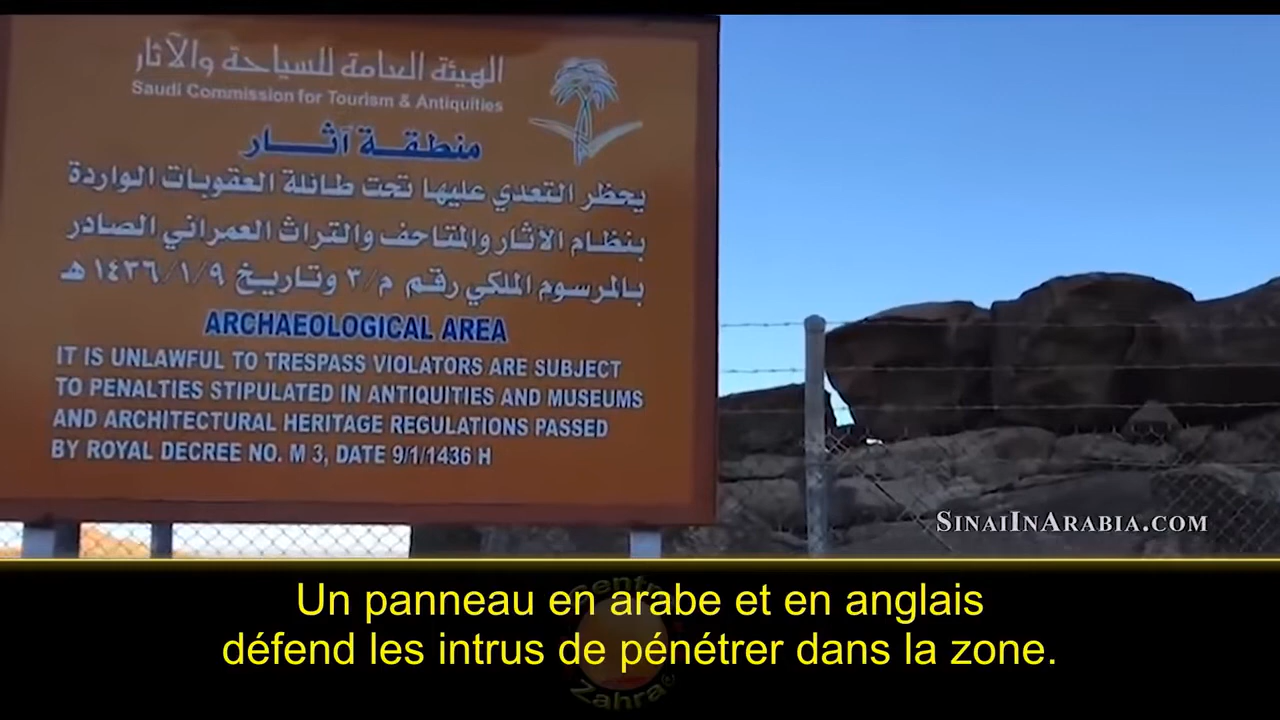 الهيئة العامة للسياحة والآثار
Saudi Commission for Tourism & Antiquities
منطقة آثار
يحظر التعدي عليها تحت طائلة العقوبات الواردة
بنظام الآثار والمتاحف والتراث العمراني الصادر
بالمرسوم الملكي رقم م/٣ وتاريخ ١٤٣٦/١/٩ هـ
ARCHAEOLOGICAL AREA
IT IS UNLAWFUL TO TRESPASS VIOLATORS ARE SUBJECT
TO PENALTIES STIPULATED IN ANTIQUITIES AND MUSEUMS
AND ARCHITECTURAL HERITAGE REGULATIONS PASSED
BY ROYAL DECREE NO. M 3, DATE 9/1/1436 H
SINAIINARABIA.COM
Un panneau en arabe et en anglais
défend les intrus de pénétrer dans la zone.
Centre
Zahra®